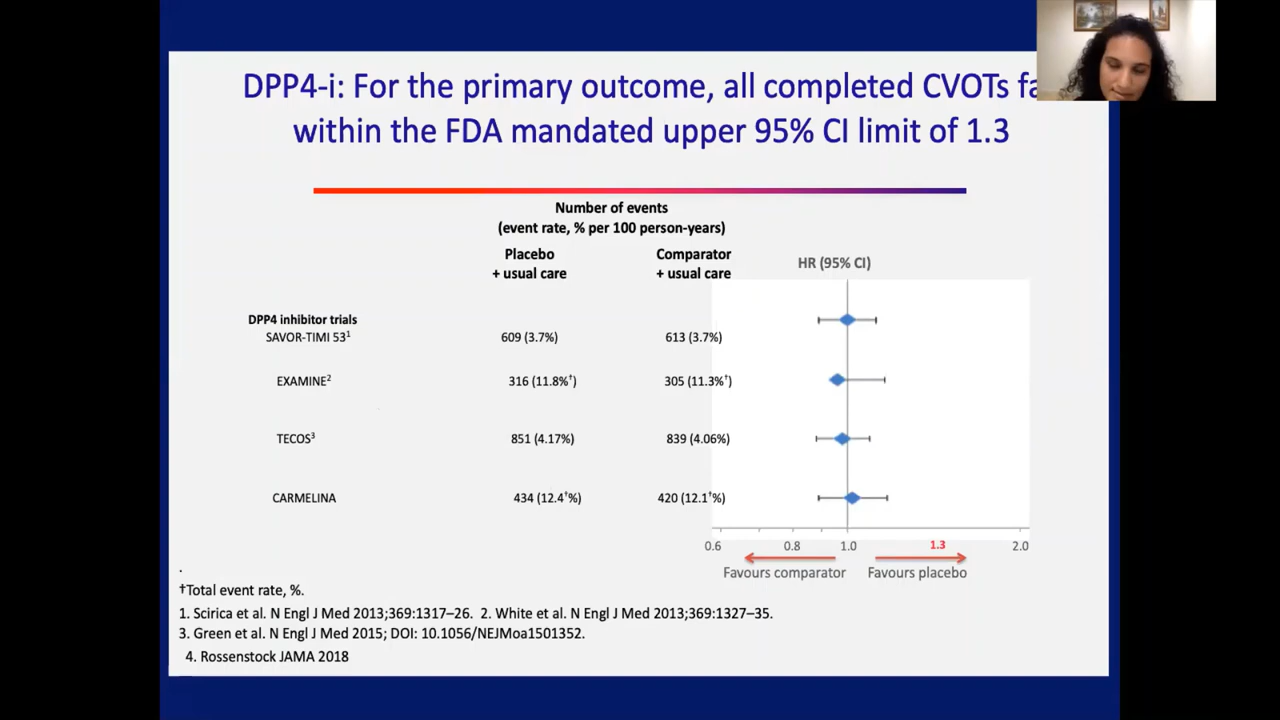 DPP4-i: For the primary outcome, all completed CVOTs
within the FDA mandated upper 95% CI limit of 1.3
Number of events
(event rate, % per 100 person-years)
Placebo
+ usual care
Comparator
+ usual care
HR (95% CI)
DPP4 inhibitor trials
SAVOR-TIMI 53¹ 609 (3.7%) 613 (3.7%)
EXAMINE² 316 (11.8%†) 305 (11.3%†)
TECOS³ 851 (4.17%) 839 (4.06%)
CARMELINA 434 (12.4†%) 420 (12.1†%)
0.6 0.8 1.0 1.3 2.0
Favours comparator Favours placebo
.
†Total event rate, %.
1. Scirica et al. N Engl J Med 2013;369:1317–26. 2. White et al. N Engl J Med 2013;369:1327–35.
3. Green et al. N Engl J Med 2015; DOI: 10.1056/NEJMoa1501352.
4. Rossenstock JAMA 2018